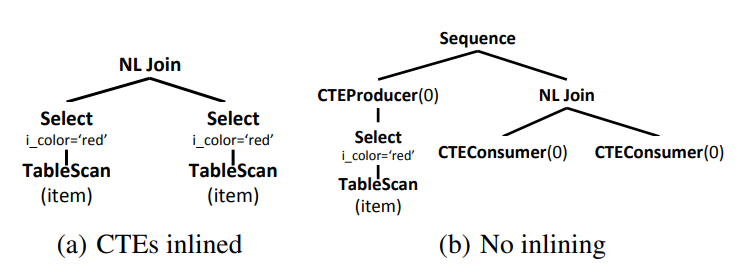 NL Join
Select
i_color=‘red’
TableScan
(item)
Select
i_color=‘red’
TableScan
(item)
(a) CTEs inlined
Sequence
CTEProducer(0)
NL Join
Select
i_color=‘red’
TableScan
(item)
CTEConsumer(0)
CTEConsumer(0)
(b) No inlining